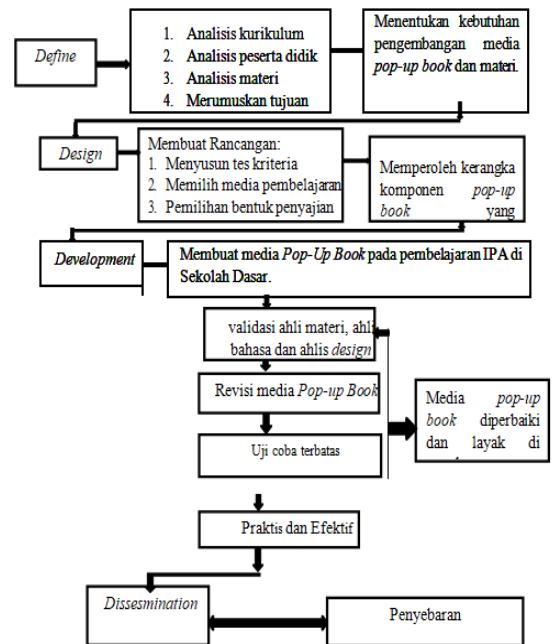 Define
1. Analisis kurikulum
2. Analisis peserta didik
3. Analisis materi
4. Merumuskan tujuan
Menentukan kebutuhan
pengembangan media
pop-up book dan materi.
Design
Membuat Rancangan:
1. Menyusun tes kriteria
2. Memilih media pembelajaran
3. Pemilihan bentuk penyajian
Memperoleh kerangka
komponen pop-up
book yang
Development
Membuat media Pop-Up Book pada pembelajaran IPA di
Sekolah Dasar.
validasi ahli materi, ahli
bahasa dan ahlis design
Revisi media Pop-up Book
Uji coba terbatas
Media pop-up
book diperbaiki
dan layak di
Praktis dan Efektif
Dissesmination
Penyebaran